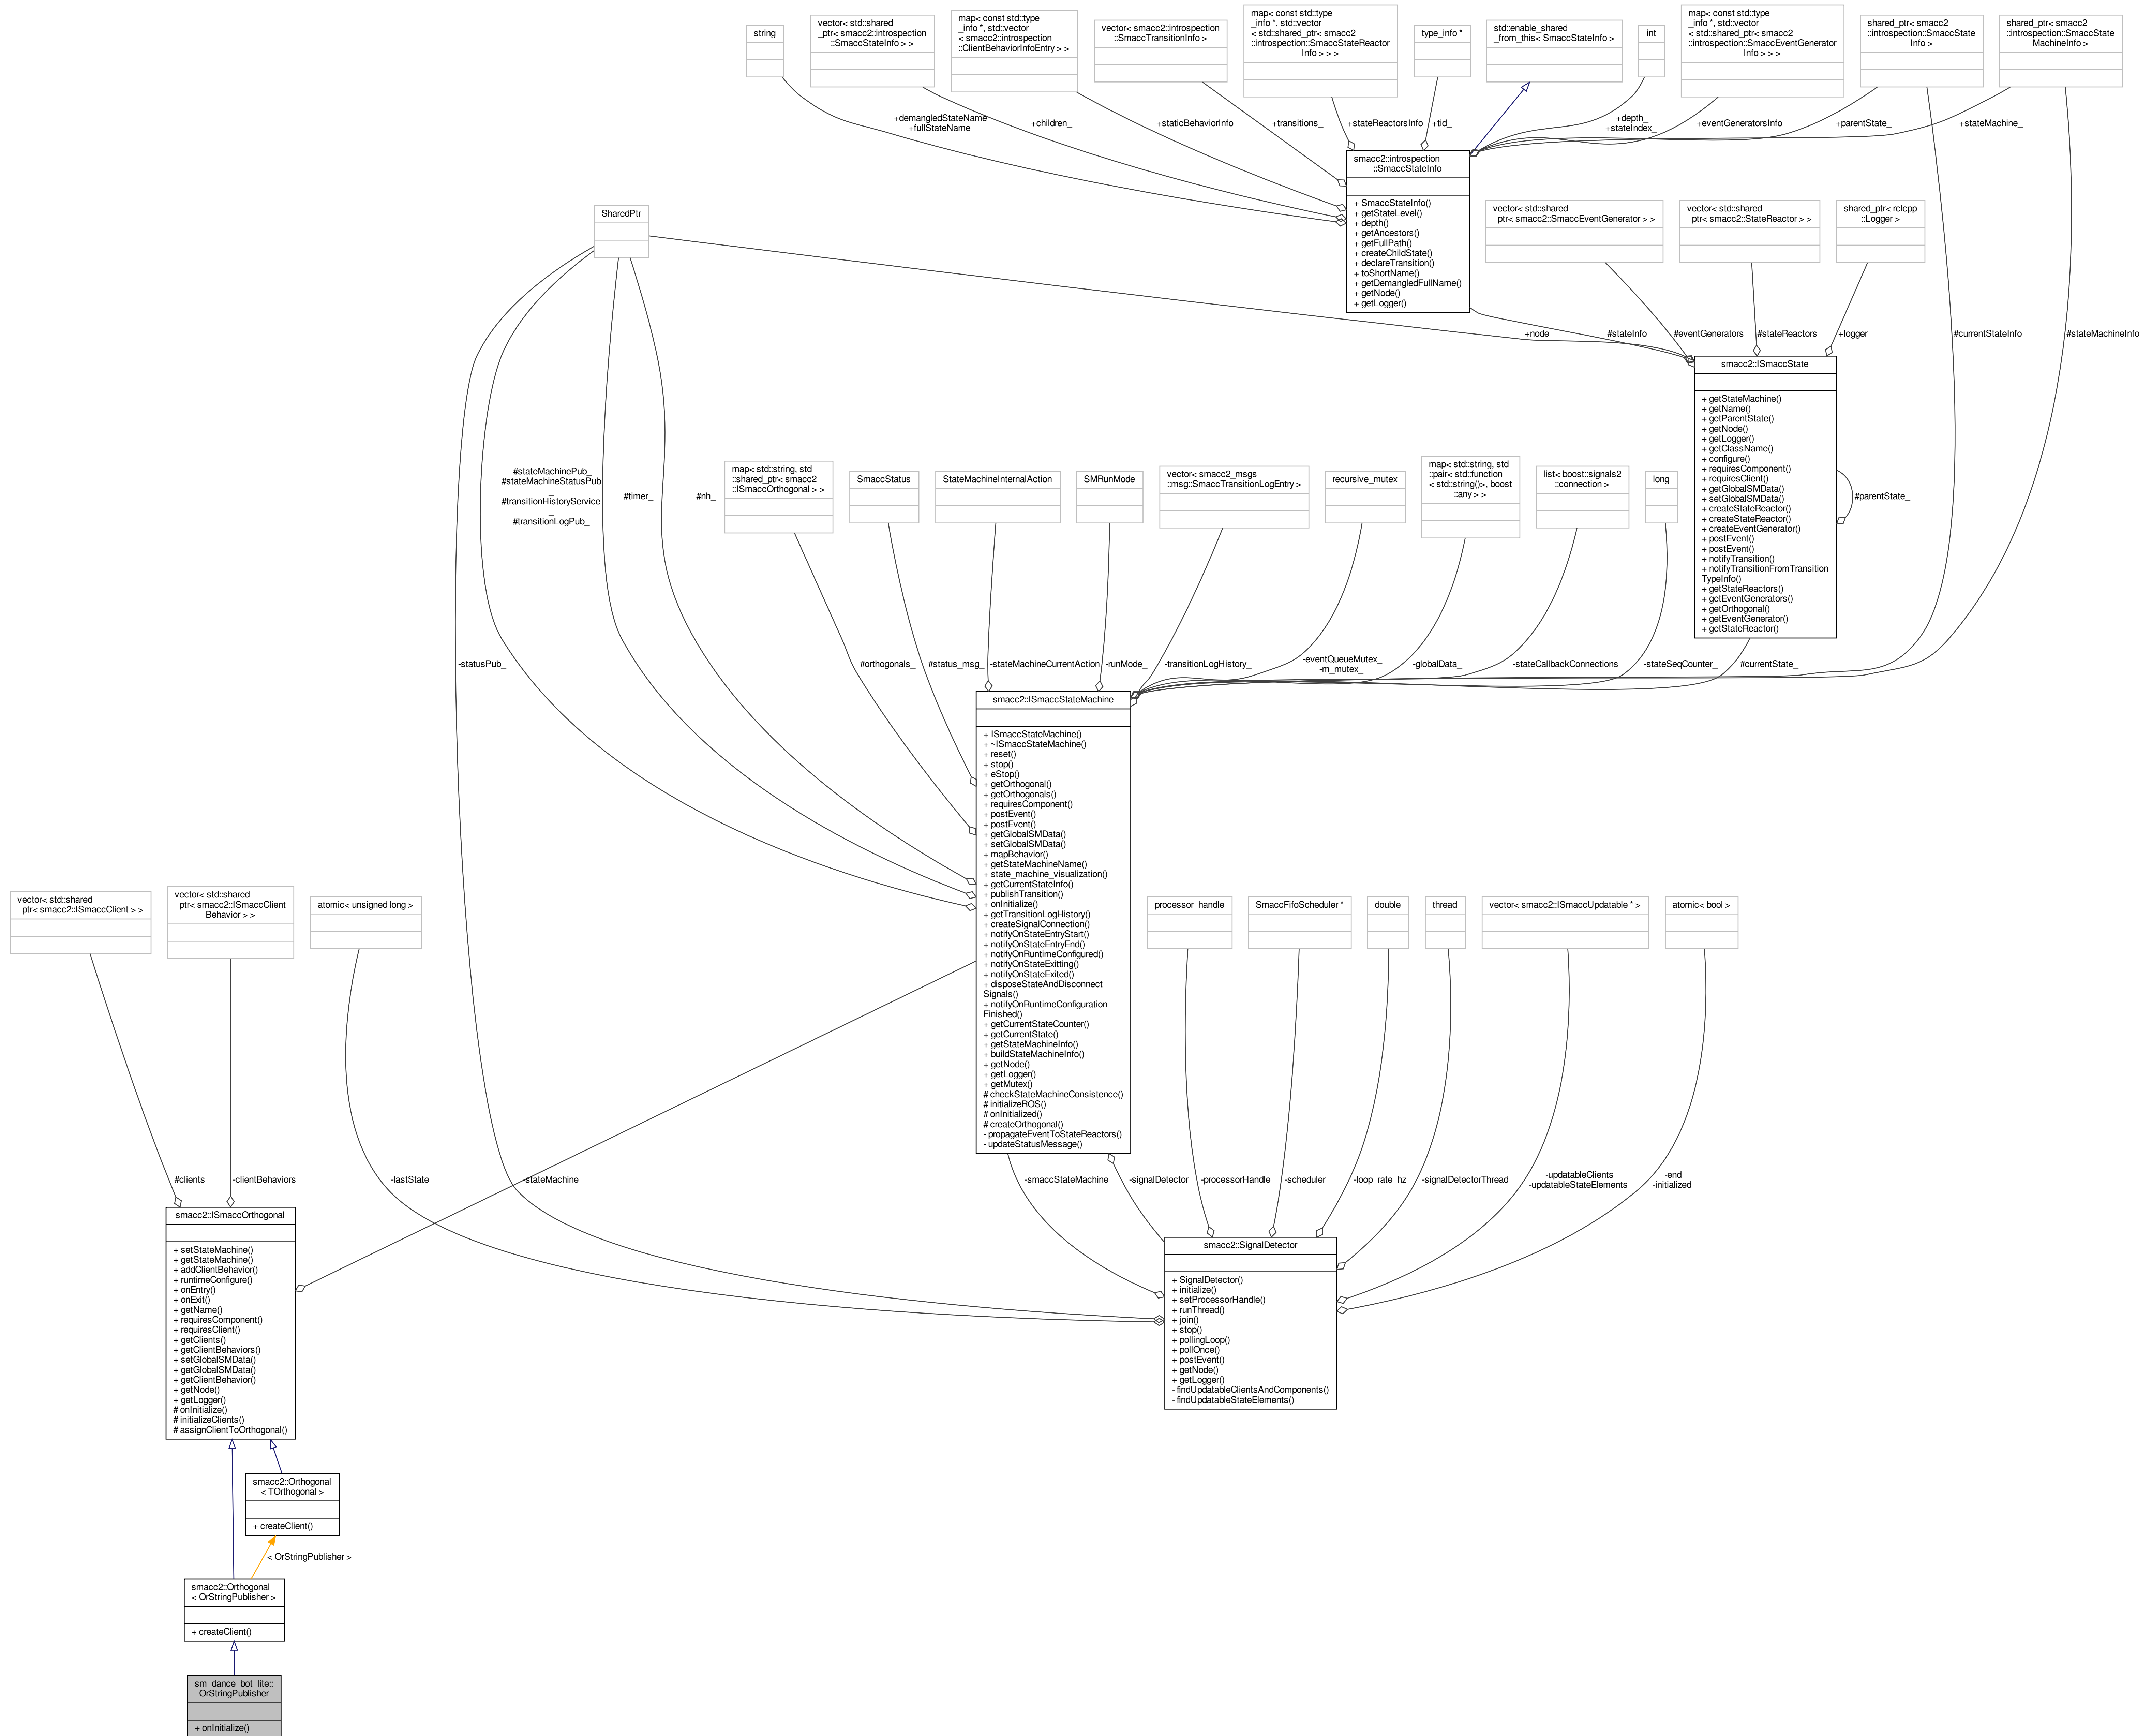 string
vector< std::shared
_ptr< smacc2::introspection
::SmaccStateInfo > >
map< const std::type
_info *, std::vector
< smacc2::introspection
::ClientBehaviorInfoEntry > >
vector< smacc2::introspection
::SmaccTransitionInfo >
map< const std::type
_info *, std::vector
< std::shared_ptr< smacc2
::introspection::SmaccStateReactor
Info > > >
type_info *
std::enable_shared
_from_this< SmaccStateInfo >
int
map< const std::type
_info *, std::vector
< std::shared_ptr< smacc2
::introspection::SmaccEventGenerator
Info > > >
shared_ptr< smacc2
::introspection::SmaccState
Info >
shared_ptr< smacc2
::introspection::SmaccState
MachineInfo >
+demangledStateName
+fullStateName
+children_
+staticBehaviorInfo
+transitions_
+stateReactorsInfo
+tid_
+depth_
+stateIndex_
+eventGeneratorsInfo
+parentState_
+stateMachine_
smacc2::introspection
::SmaccStateInfo
+ SmaccStateInfo()
+ getStateLevel()
+ depth()
+ getAncestors()
+ getFullPath()
+ createChildState()
+ declareTransition()
+ toShortName()
+ getDemangledFullName()
+ getNode()
+ getLogger()
SharedPtr
vector< std::shared
_ptr< smacc2::SmaccEventGenerator > >
vector< std::shared
_ptr< smacc2::StateReactor > >
shared_ptr< rclcpp
::Logger >
+node_
#stateInfo_
#eventGenerators_
#stateReactors_
+logger_
#currentStateInfo_
#stateMachineInfo_
smacc2::ISmaccState
+ getStateMachine()
+ getName()
+ getParentState()
+ getNode()
+ getLogger()
+ getClassName()
+ configure()
+ requiresComponent()
+ requiresClient()
+ getGlobalSMData()
+ setGlobalSMData()
+ createStateReactor()
+ createStateReactor()
+ createEventGenerator()
+ postEvent()
+ postEvent()
+ notifyTransition()
+ notifyTransitionFromTransition
TypeInfo()
+ getStateReactors()
+ getEventGenerators()
+ getOrthogonal()
+ getEventGenerator()
+ getStateReactor()
#parentState_
#stateMachinePub_
#stateMachineStatusPub
_
#transitionHistoryService
_
#transitionLogPub_
#timer_
#nh_
map< std::string, std
::shared_ptr< smacc2
::ISmaccOrthogonal > >
SmaccStatus
StateMachineInternalAction
SMRunMode
vector< smacc2_msgs
::msg::SmaccTransitionLogEntry >
recursive_mutex
map< std::string, std
::pair< std::function
< std::string()>, boost
::any > >
list< boost::signals2
::connection >
long
-statusPub_
#orthogonals_
#status_msg_
-stateMachineCurrentAction
-runMode_
-transitionLogHistory_
-eventQueueMutex_
-m_mutex_
-globalData_
-stateCallbackConnections
-stateSeqCounter_
#currentState_
smacc2::ISmaccStateMachine
+ ISmaccStateMachine()
+ ~ISmaccStateMachine()
+ reset()
+ stop()
+ eStop()
+ getOrthogonal()
+ getOrthogonals()
+ requiresComponent()
+ postEvent()
+ postEvent()
+ getGlobalSMData()
+ setGlobalSMData()
+ mapBehavior()
+ getStateMachineName()
+ state_machine_visualization()
+ getCurrentStateInfo()
+ publishTransition()
+ onInitialize()
+ getTransitionLogHistory()
+ createSignalConnection()
+ notifyOnStateEntryStart()
+ notifyOnStateEntryEnd()
+ notifyOnRuntimeConfigured()
+ notifyOnStateExitting()
+ notifyOnStateExited()
+ disposeStateAndDisconnect
Signals()
+ notifyOnRuntimeConfiguration
Finished()
+ getCurrentStateCounter()
+ getCurrentState()
+ getStateMachineInfo()
+ buildStateMachineInfo()
+ getNode()
+ getLogger()
+ getMutex()
# checkStateMachineConsistence()
# initializeROS()
# onInitialized()
# createOrthogonal()
- propagateEventToStateReactors()
- updateStatusMessage()
vector< std::shared
_ptr< smacc2::ISmaccClient > >
vector< std::shared
_ptr< smacc2::ISmaccClient
Behavior > >
atomic< unsigned long >
processor_handle
SmaccFifoScheduler *
double
thread
vector< smacc2::ISmaccUpdatable * >
atomic< bool >
#clients_
-clientBehaviors_
-lastState_
-stateMachine_
-smaccStateMachine_
-signalDetector_
-processorHandle_
-scheduler_
-loop_rate_hz
-signalDetectorThread_
-updatableClients_
-updatableStateElements_
-end_
-initialized_
smacc2::ISmaccOrthogonal
+ setStateMachine()
+ getStateMachine()
+ addClientBehavior()
+ runtimeConfigure()
+ onEntry()
+ onExit()
+ getName()
+ requiresComponent()
+ requiresClient()
+ getClients()
+ getClientBehaviors()
+ setGlobalSMData()
+ getGlobalSMData()
+ getClientBehavior()
+ getNode()
+ getLogger()
# onInitialize()
# initializeClients()
# assignClientToOrthogonal()
smacc2::SignalDetector
+ SignalDetector()
+ initialize()
+ setProcessorHandle()
+ runThread()
+ join()
+ stop()
+ pollingLoop()
+ pollOnce()
+ postEvent()
+ getNode()
+ getLogger()
- findUpdatableClientsAndComponents()
- findUpdatableStateElements()
smacc2::Orthogonal
< TOrthogonal >
+ createClient()
< OrStringPublisher >
smacc2::Orthogonal
< OrStringPublisher >
+ createClient()
sm_dance_bot_lite::
OrStringPublisher
+ onInitialize()